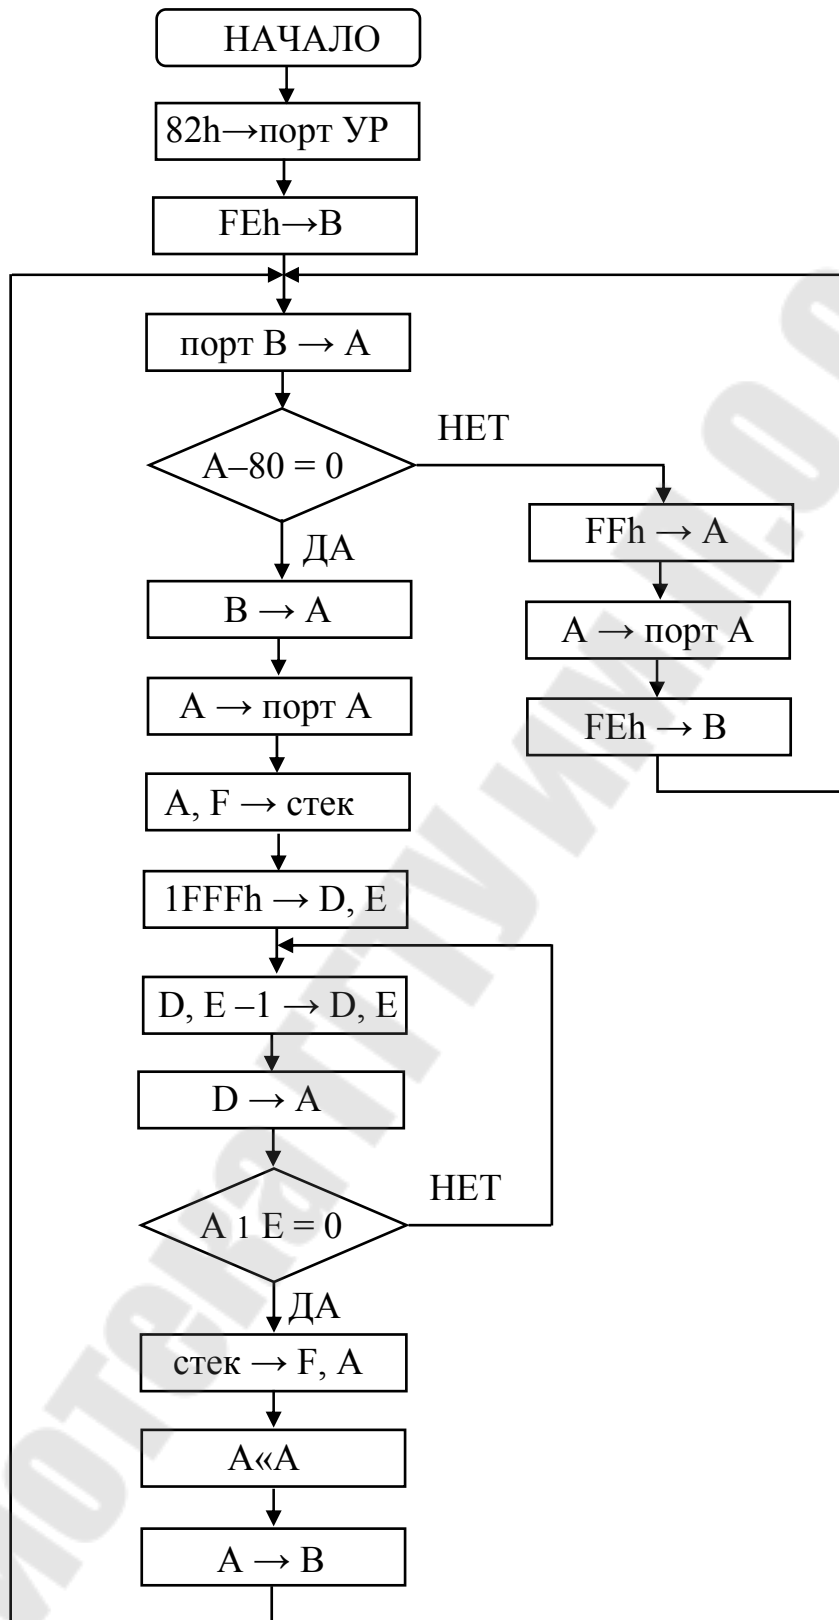 НАЧАЛО
82h→порт УР
FEh→В
порт В → А
А–80 = 0
НЕТ
ДА
FFh → А
В → А
А → порт А
А → порт А
FEh → В
А, F → стек
1FFFh → D, E
D, E –1 → D, E
D → А
А 1 Е = 0
НЕТ
ДА
стек → F, А
А«А
А → В